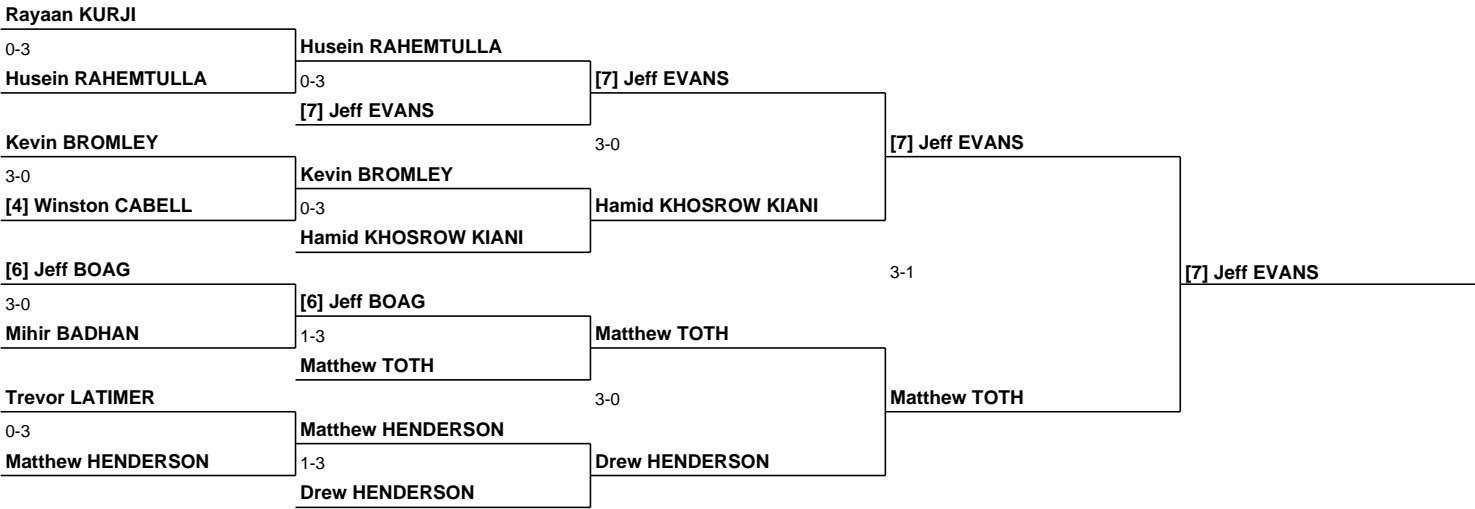 Rayaan KURJI
0-3
Husein RAHEMTULLA
Husein RAHEMTULLA
0-3
[7] Jeff EVANS
[7] Jeff EVANS
Kevin BROMLEY
3-0
[7] Jeff EVANS
3-0
Kevin BROMLEY
[4] Winston CABELL
0-3
Hamid KHOSROW KIANI
Hamid KHOSROW KIANI
[6] Jeff BOAG
3-1
[7] Jeff EVANS
3-0
[6] Jeff BOAG
Mihir BADHAN
1-3
Matthew TOTH
Matthew TOTH
Trevor LATIMER
3-0
Matthew TOTH
0-3
Matthew HENDERSON
Matthew HENDERSON
1-3
Drew HENDERSON
Drew HENDERSON